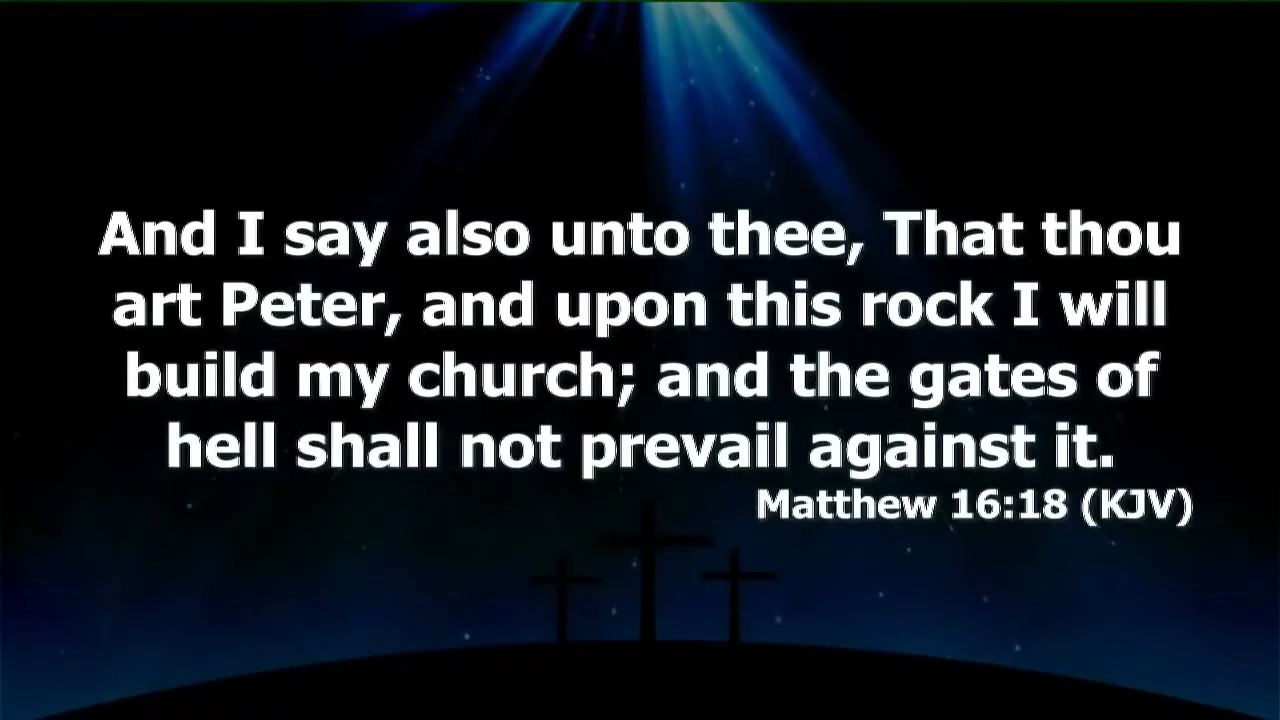 And I say also unto thee, That thou
art Peter, and upon this rock I will
build my church; and the gates of
hell shall not prevail against it.
Matthew 16:18 (KJV)